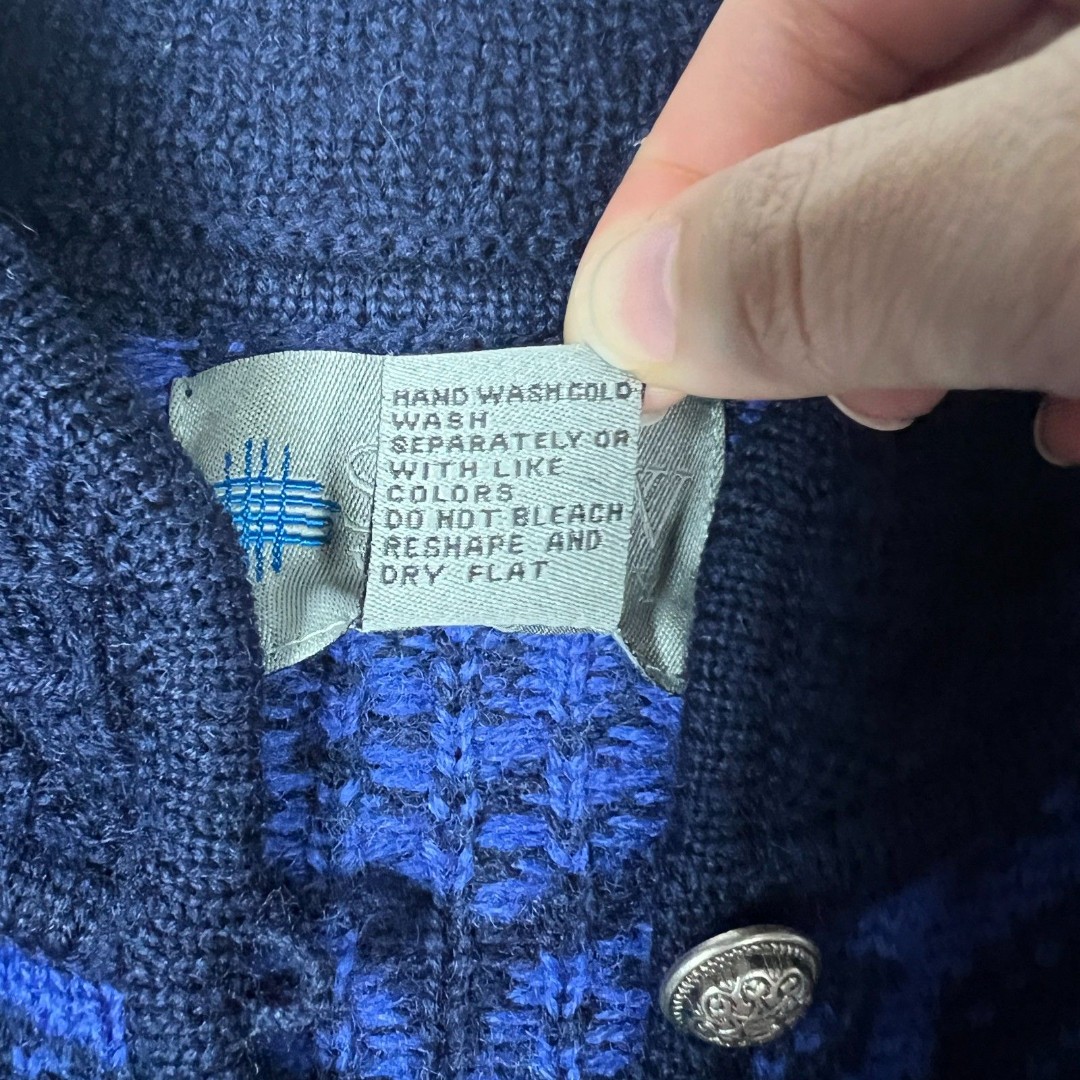 HAND WASH COLD
WASH
SEPARATELY OR
WITH LIKE
COLORS
DO NOT BLEACH
RESHAPE AND
DRY FLAT